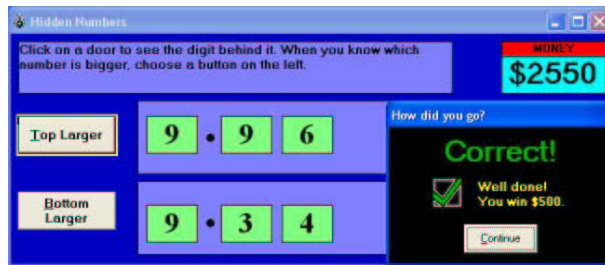 Hidden Numbers
Click on a door to see the digit behind it. When you know which
number is bigger, choose a button on the left.
MONEY
$2550
Top Larger
9 . 9 6
Bottom
Larger
9 . 3 4
How did you go?
Correct!
Well done!
You win $500.
Continue